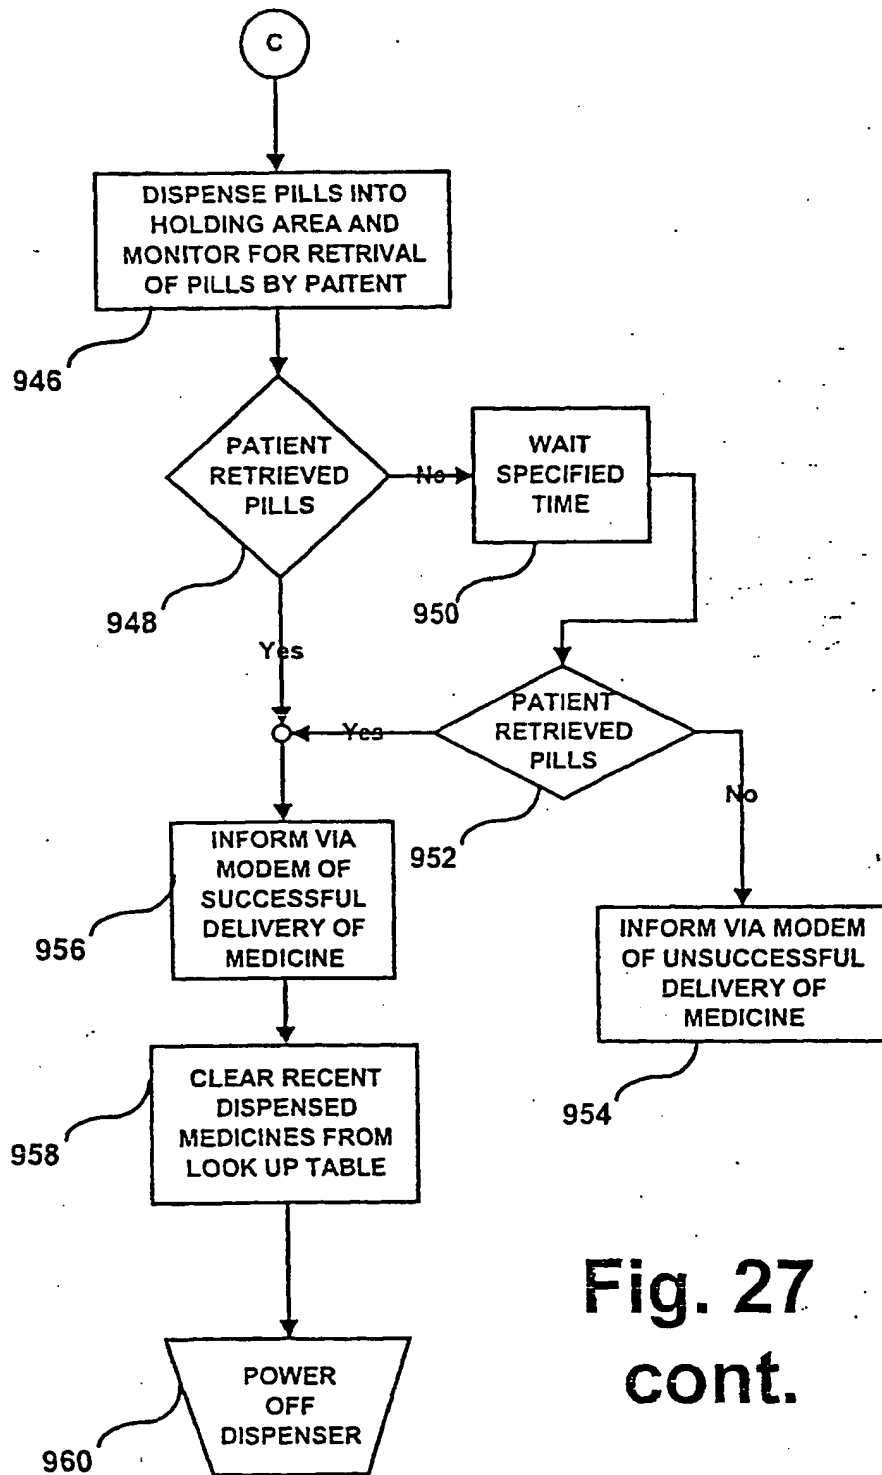 C
DISPENSE PILLS INTO
HOLDING AREA AND
MONITOR FOR RETRIVAL
OF PILLS BY PAITENT
946
PATIENT
RETRIEVED
PILLS
No
WAIT
SPECIFIED
TIME
948
950
Yes
PATIENT
RETRIEVED
PILLS
Yes
No
952
INFORM VIA
MODEM OF
SUCCESSFUL
DELIVERY OF
MEDICINE
956
INFORM VIA MODEM
OF UNSUCCESSFUL
DELIVERY OF
MEDICINE
954
CLEAR RECENT
DISPENSED
MEDICINES FROM
LOOK UP TABLE
958
POWER
OFF
DISPENSER
960
Fig. 27
cont.